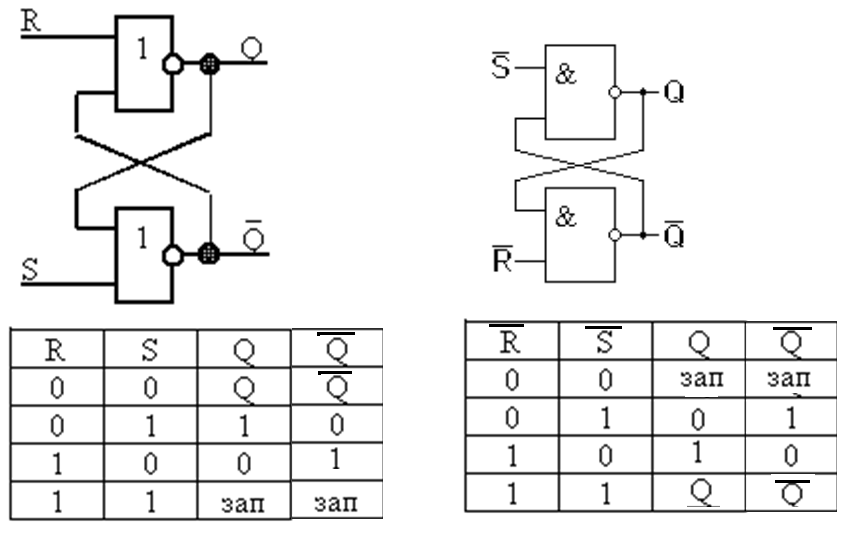 R
1
Q
1
Q̅
S
S̅
&
Q
&
Q̅
R̅
R S Q Q̅
0 0 Q Q̅
0 1 1 0
1 0 0 1
1 1 зап зап
R̅ S̅ Q Q̅
0 0 зап зап
0 1 0 1
1 0 1 0
1 1 Q Q̅